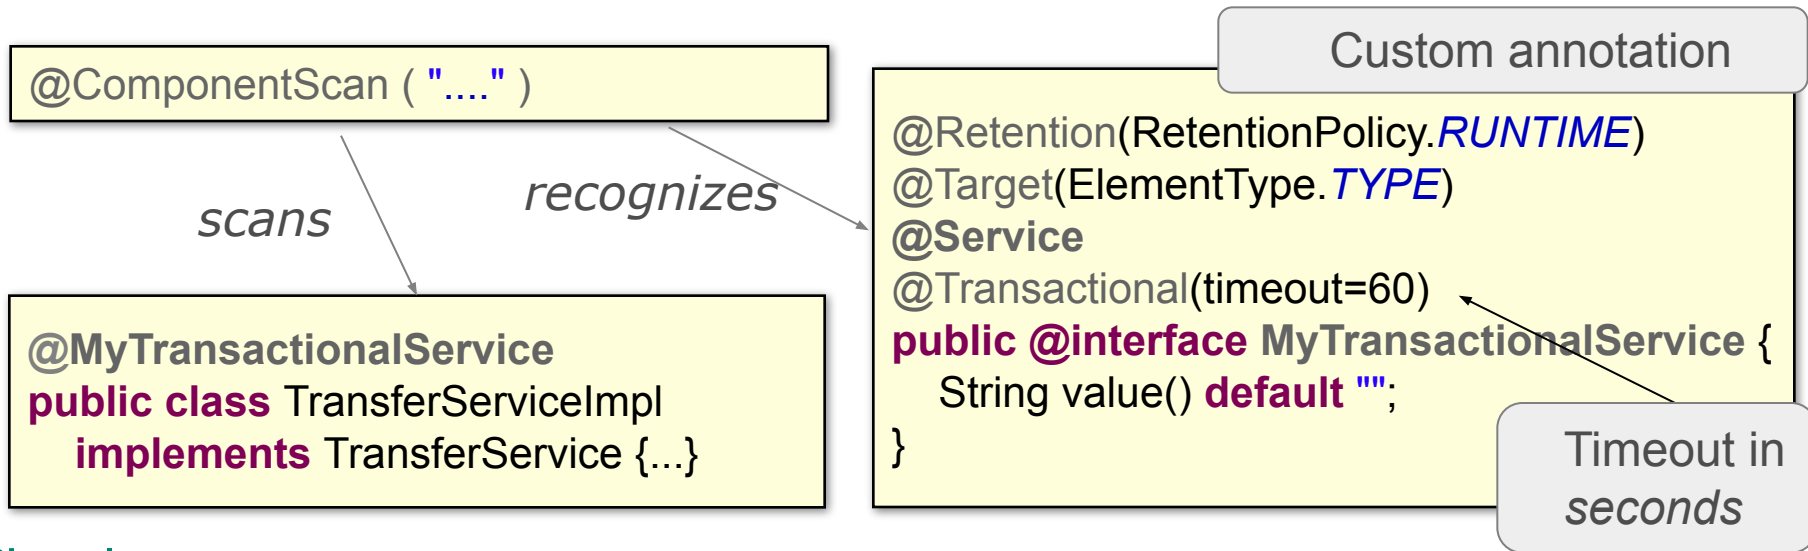 @ComponentScan ( "...." )
scans
recognizes
@MyTransactionalService
public class TransferServiceImpl
implements TransferService {...}
Custom annotation
@Retention(RetentionPolicy.RUNTIME)
@Target(ElementType.TYPE)
@Service
@Transactional(timeout=60)
public @interface MyTransactionalService {
String value() default "";
}
Timeout in
seconds